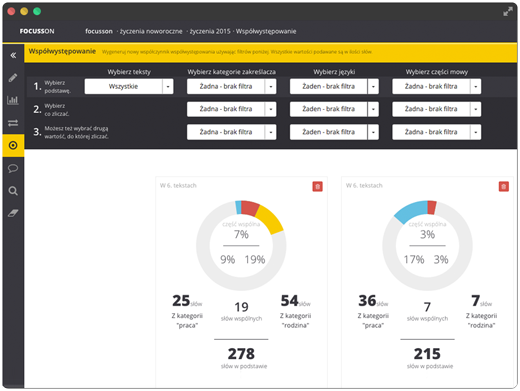 FOCUSSON focusson · życzenia noworoczne · życzenia 2015 · Współwystępowanie
Współwystępowanie Wygeneruj nowy współczynnik współwystępowania używając filtrów poniżej. Wszystkie wartości podawane są w ilości słów.
Wybierz teksty Wybierz kategorie zakreślacza Wybierz języki Wybierz części mowy
1. Wybierz podstawę. Wszystkie Żadna - brak filtra Żaden - brak filtra Żadna - brak filtra
2. Wybierz co zliczać. Żadna - brak filtra Żaden - brak filtra Żadna - brak filtra
3. Możesz też wybrać drugą wartość, do której zliczać. Żadna - brak filtra Żaden - brak filtra Żadna - brak filtra
W 6. tekstach
część wspólna
7%
9% 19%
25 słów
Z kategorii
"praca"
19
słów wspólnych
54 słów
Z kategorii
"rodzina"
278
słów w podstawie
W 6. tekstach
część wspólna
3%
17% 3%
36 słów
Z kategorii
"praca"
7
słów wspólnych
7 słów
Z kategorii
"rodzina"
215
słów w podstawie